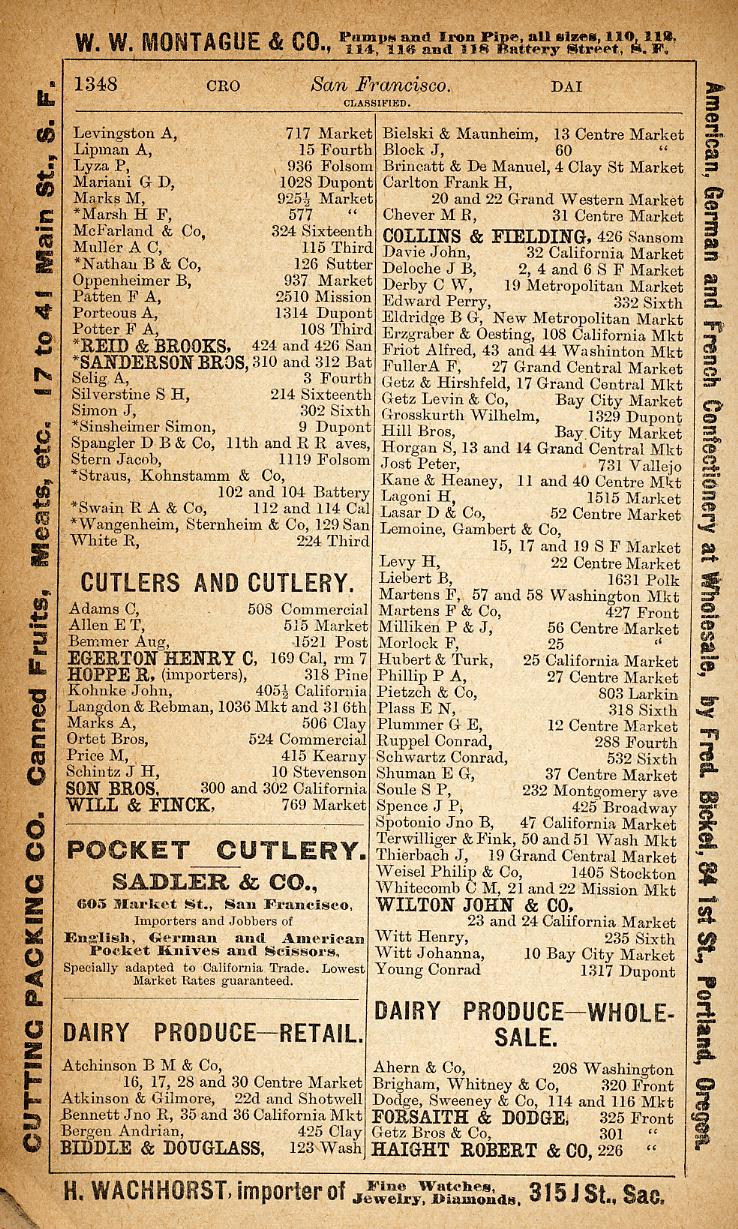 W. W. MONTAGUE & CO., Pumps and Iron Pipe, all sizes, 110, 112,
114, 116 and 118 Battery Street, S. F.
CUTTING PACKING CO. Canned Fruits, Meats, etc. 17 to 41 Main St., S. F.
1348 CRO San Francisco. DAI
CLASSIFIED.
Levingston A, 717 Market
Lipman A, 15 Fourth
Lyza P, 936 Folsom
Mariani G D, 1028 Dupont
Marks M, 925½ Market
*Marsh H F, 577 "
McFarland & Co, 324 Sixteenth
Muller A C, 115 Third
*Nathan B & Co, 126 Sutter
Oppenheimer B, 937 Market
Patten F A, 2510 Mission
Porteous A, 1314 Dupont
Potter F A, 108 Third
*REID & BROOKS, 424 and 426 San
*SANDERSON BROS, 310 and 312 Bat
Selig A, 3 Fourth
Silverstine S H, 214 Sixteenth
Simon J, 302 Sixth
*Sinsheimer Simon, 9 Dupont
Spangler D B & Co, 11th and R R aves,
Stern Jacob, 1119 Folsom
*Straus, Kohnstamm & Co,
102 and 104 Battery
*Swain R A & Co, 112 and 114 Cal
*Wangenheim, Sternheim & Co, 129 San
White R, 224 Third
CUTLERS AND CUTLERY.
Adams C, 508 Commercial
Allen E T, 515 Market
Bemmer Aug, 1521 Post
EGERTON HENRY C, 169 Cal, rm 7
HOPPE R. (importers), 318 Pine
Kohnke John, 405½ California
Langdon & Rebman, 1036 Mkt and 31 6th
Marks A, 506 Clay
Ortet Bros, 524 Commercial
Price M, 415 Kearny
Schintz J H, 10 Stevenson
SON BROS, 300 and 302 California
WILL & FINCK, 769 Market
POCKET CUTLERY.
SADLER & CO.,
605 Market St., San Francisco,
Importers and Jobbers of
English, German and American
Pocket Knives and Scissors,
Specially adapted to California Trade. Lowest
Market Rates guaranteed.
DAIRY PRODUCE—RETAIL.
Atchinson B M & Co,
16, 17, 28 and 30 Centre Market
Atkinson & Gilmore, 22d and Shotwell
Bennett Jno R, 35 and 36 California Mkt
Bergen Andrian, 425 Clay
BIDDLE & DOUGLASS, 123 Wash
Bielski & Maunheim, 13 Centre Market
Block J, 60 "
Brincatt & De Manuel, 4 Clay St Market
Carlton Frank H,
20 and 22 Grand Western Market
Chever M R, 31 Centre Market
COLLINS & FIELDING, 426 Sansom
Davie John, 32 California Market
Deloche J B, 2, 4 and 6 S F Market
Derby C W, 19 Metropolitan Market
Edward Perry, 332 Sixth
Eldridge B G, New Metropolitan Markt
Erzgraber & Oesting, 108 California Mkt
Friot Alfred, 43 and 44 Washinton Mkt
FullerA F, 27 Grand Central Market
Getz & Hirshfeld, 17 Grand Central Mkt
Getz Levin & Co, Bay City Market
Grosskurth Wilhelm, 1329 Dupont
Hill Bros, Bay City Market
Horgan S, 13 and 14 Grand Central Mkt
Jost Peter, 731 Vallejo
Kane & Heaney, 11 and 40 Centre Mkt
Lagoni H, 1515 Market
Lasar D & Co, 52 Centre Market
Lemoine, Gambert & Co,
15, 17 and 19 S F Market
Levy H, 22 Centre Market
Liebert B, 1631 Polk
Martens F, 57 and 58 Washington Mkt
Martens F & Co, 427 Front
Milliken P & J, 56 Centre Market
Morlock F, 25 "
Hubert & Turk, 25 California Market
Phillip P A, 27 Centre Market
Pietzch & Co, 803 Larkin
Plass E N, 318 Sixth
Plummer G E, 12 Centre Market
Ruppel Conrad, 288 Fourth
Schwartz Conrad, 532 Sixth
Shuman E G, 37 Centre Market
Soule S P, 232 Montgomery ave
Spence J P, 425 Broadway
Spotonio Jno B, 47 California Market
Terwilliger & Fink, 50 and 51 Wash Mkt
Thierbach J, 19 Grand Central Market
Weisel Philip & Co, 1405 Stockton
Whitecomb C M, 21 and 22 Mission Mkt
WILTON JOHN & CO,
23 and 24 California Market
Witt Henry, 235 Sixth
Witt Johanna, 10 Bay City Market
Young Conrad 1317 Dupont
DAIRY PRODUCE—WHOLE-
SALE.
Ahern & Co, 208 Washington
Brigham, Whitney & Co, 320 Front
Dodge, Sweeney & Co, 114 and 116 Mkt
FORSAITH & DODGE, 325 Front
Getz Bros & Co, 301 "
HAIGHT ROBERT & CO, 226 "
American, German and French Confectionery at Wholesale, by Fred. Bickel, 84 1st St., Portland, Oregon.
H. WACHHORST, importer of Fine Watches,
Jewelry, Diamonds, 315 J St., Sac.